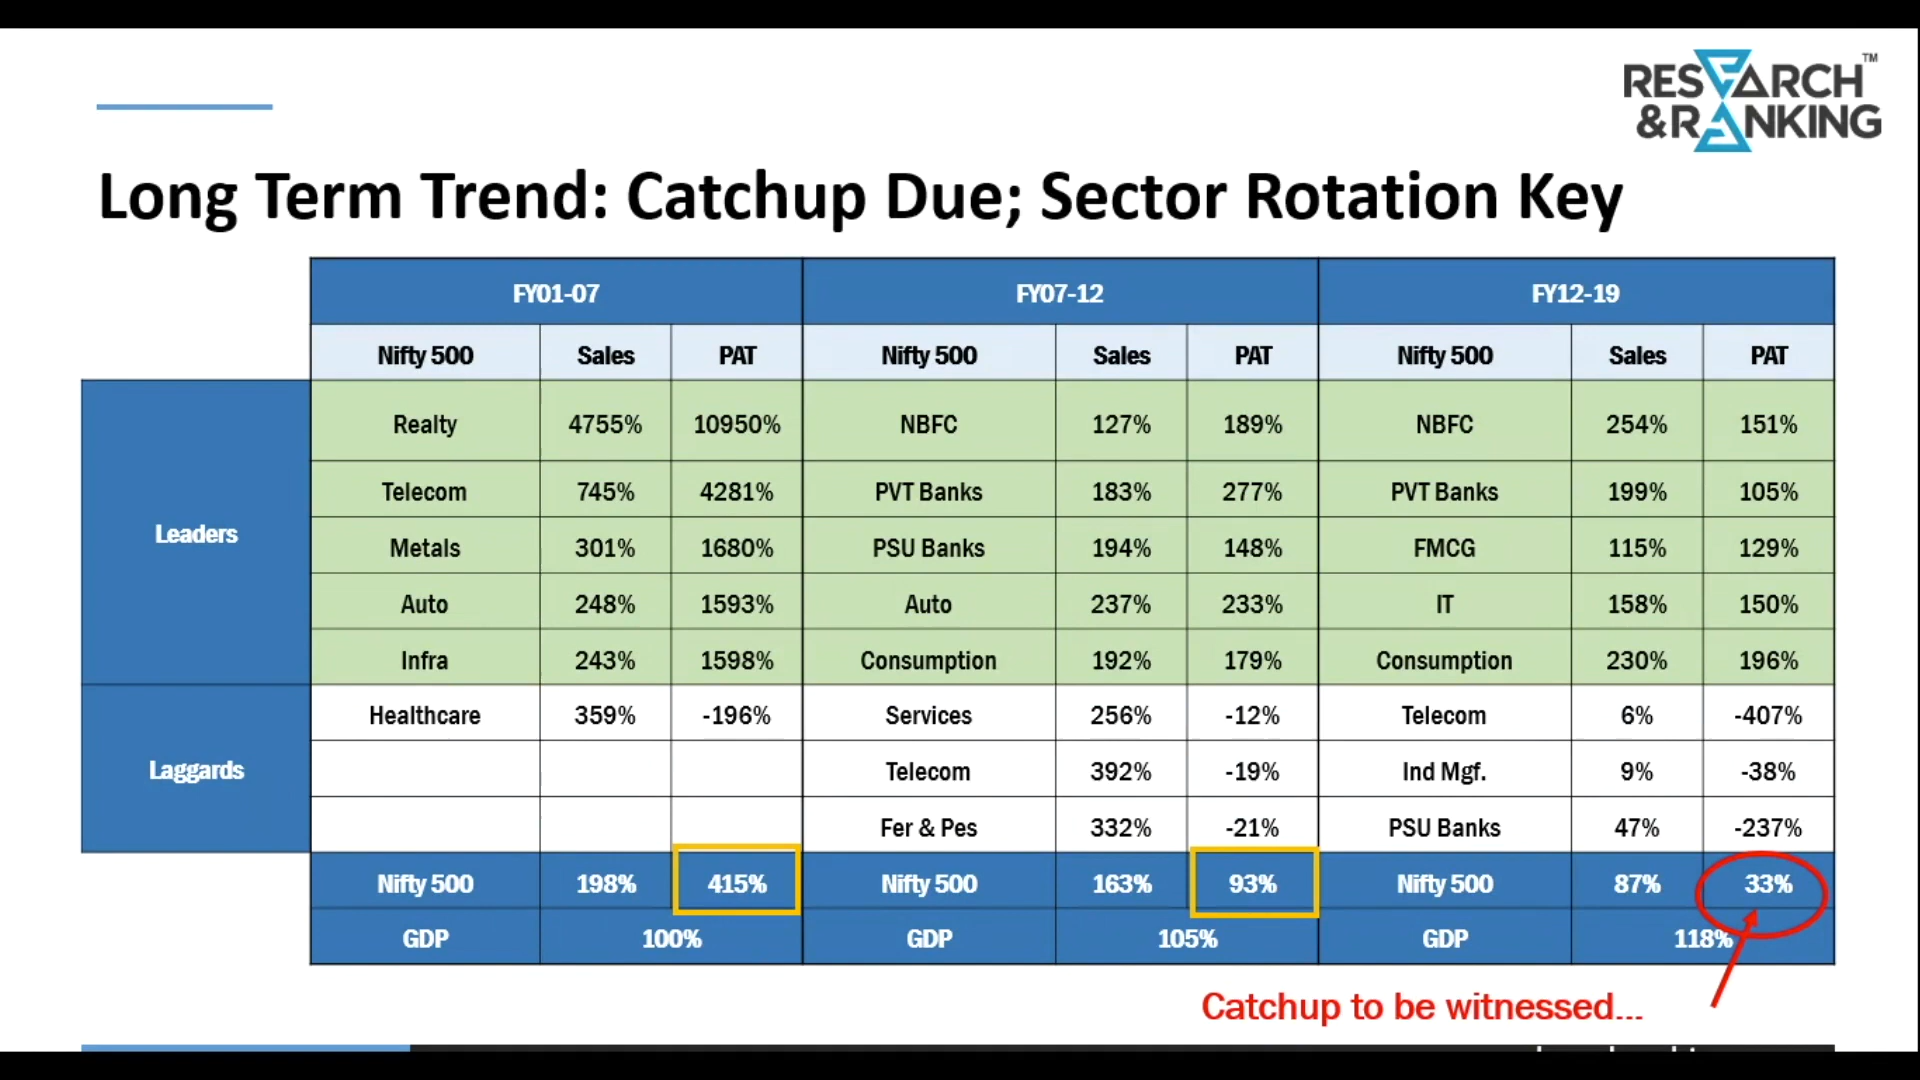 RESEARCH™
&RANKING
Long Term Trend: Catchup Due; Sector Rotation Key
FY01-07 FY07-12 FY12-19
Nifty 500 Sales PAT Nifty 500 Sales PAT Nifty 500 Sales PAT
Leaders
Realty 4755% 10950% NBFC 127% 189% NBFC 254% 151%
Telecom 745% 4281% PVT Banks 183% 277% PVT Banks 199% 105%
Metals 301% 1680% PSU Banks 194% 148% FMCG 115% 129%
Auto 248% 1593% Auto 237% 233% IT 158% 150%
Infra 243% 1598% Consumption 192% 179% Consumption 230% 196%
Laggards
Healthcare 359% -196% Services 256% -12% Telecom 6% -407%
Telecom 392% -19% Ind Mgf. 9% -38%
Fer & Pes 332% -21% PSU Banks 47% -237%
Nifty 500 198% 415% Nifty 500 163% 93% Nifty 500 87% 33%
GDP 100% GDP 105% GDP 118%
Catchup to be witnessed...